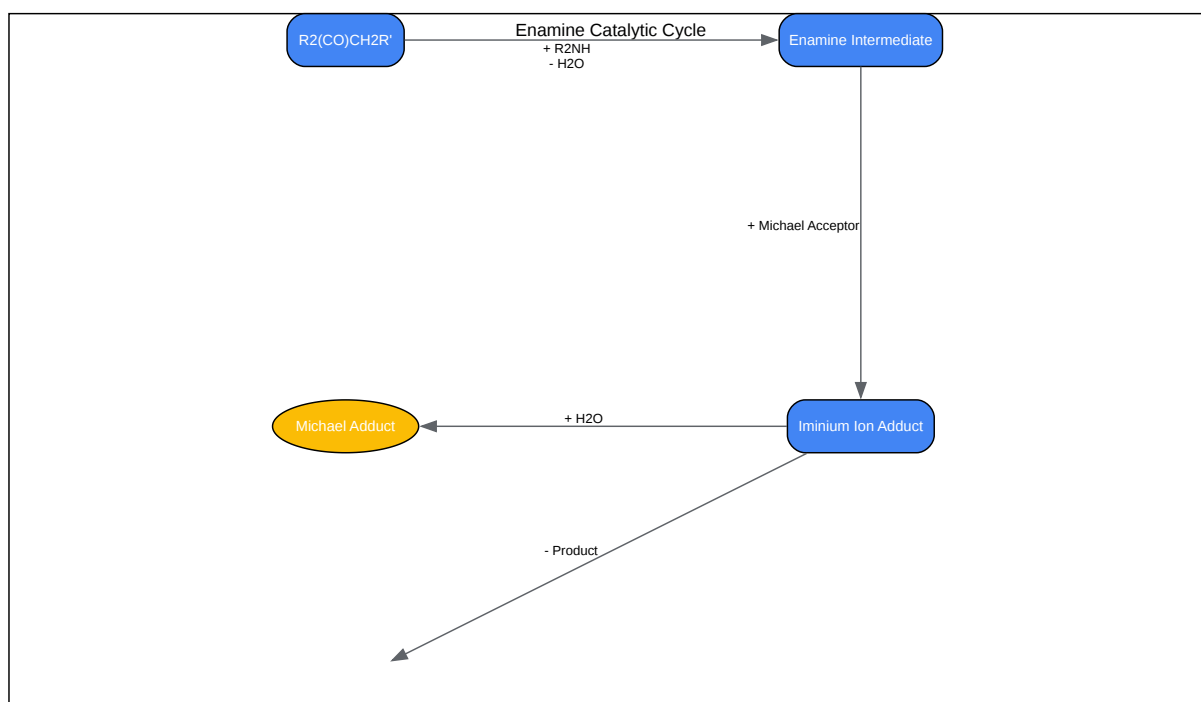 Enamine Catalytic Cycle
R2(CO)CH2R'
+ R2NH
- H2O
Enamine Intermediate
+ Michael Acceptor
Michael Adduct
+ H2O
Iminium Ion Adduct
- Product